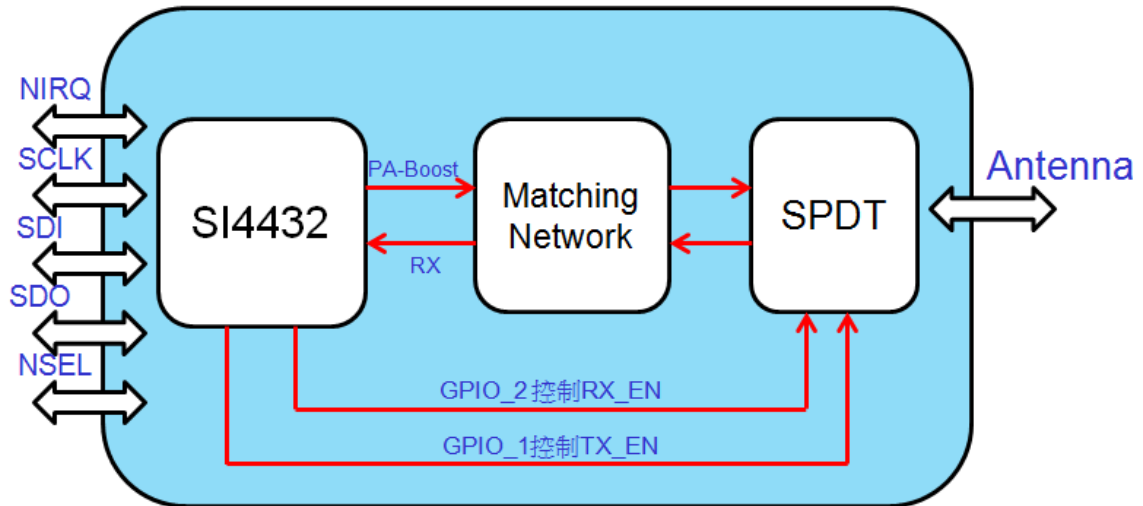 NIRQ
SCLK
SDI
SDO
NSEL
SI4432
PA-Boost
RX
Matching
Network
SPDT
Antenna
GPIO_2控制RX_EN
GPIO_1控制TX_EN